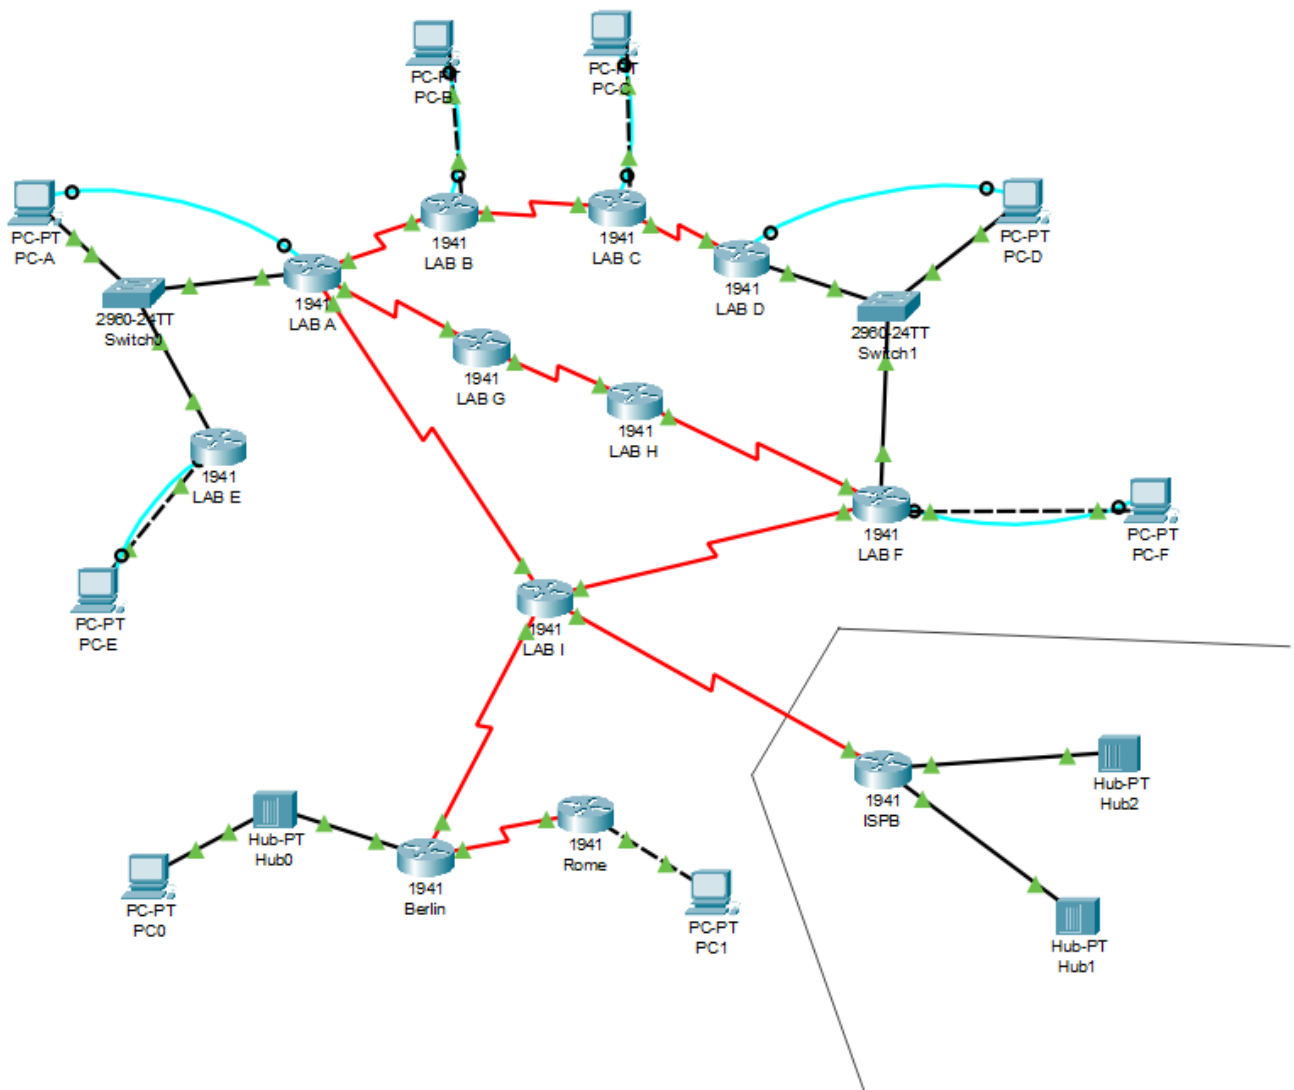 PC-PT
PC-B
PC-PT
PC-C
PC-PT
PC-A
1941
LAB B
1941
LAB C
1941
LAB D
PC-PT
PC-D
2960-24TT
Switch0
1941
LAB A
2960-24TT
Switch1
1941
LAB G
1941
LAB H
1941
LAB E
1941
LAB F
PC-PT
PC-F
PC-PT
PC-E
1941
LAB I
1941
ISPB
Hub-PT
Hub2
Hub-PT
Hub0
1941
Rome
1941
Berlin
PC-PT
PC0
PC-PT
PC1
Hub-PT
Hub1